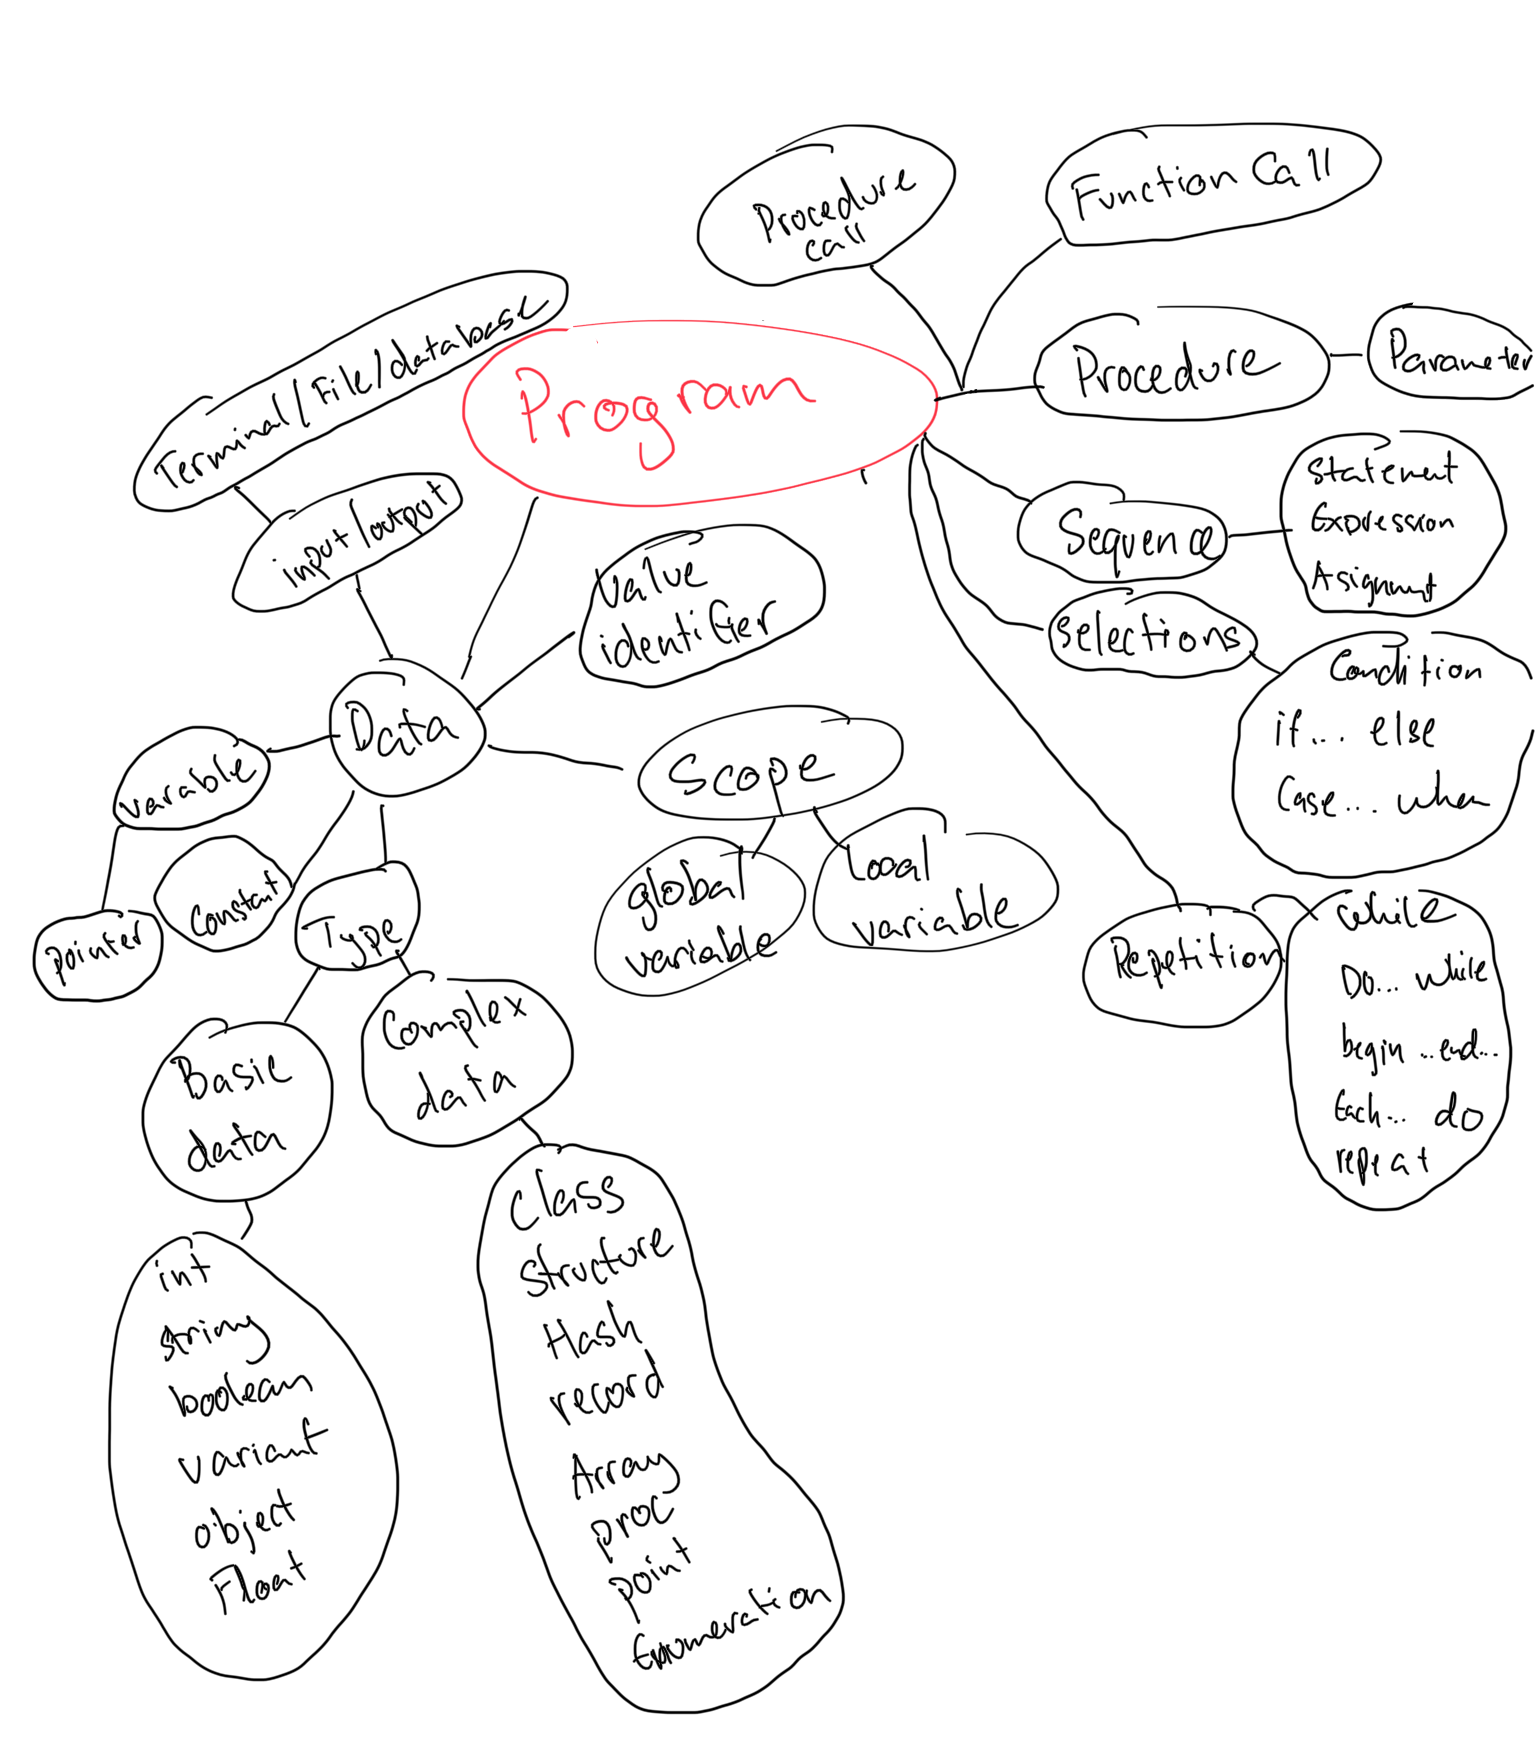 Procedure
call
Function Call
Terminal/File/database
Program
Procedure
Parameter
input/output
Value
identifier
Sequence
Statement
Expression
Asignmnt
Selections
Condition
if... else
Case... when
Data
Scope
varable
Constant
pointer
Type
global
variable
Local
variable
Repetition
while
Do... while
begin ...end...
Each... do
repeat
Basic
data
Complex
data
int
string
boolean
variant
object
Float
Class
structure
Hash
record
Array
proc
point
Enumeration